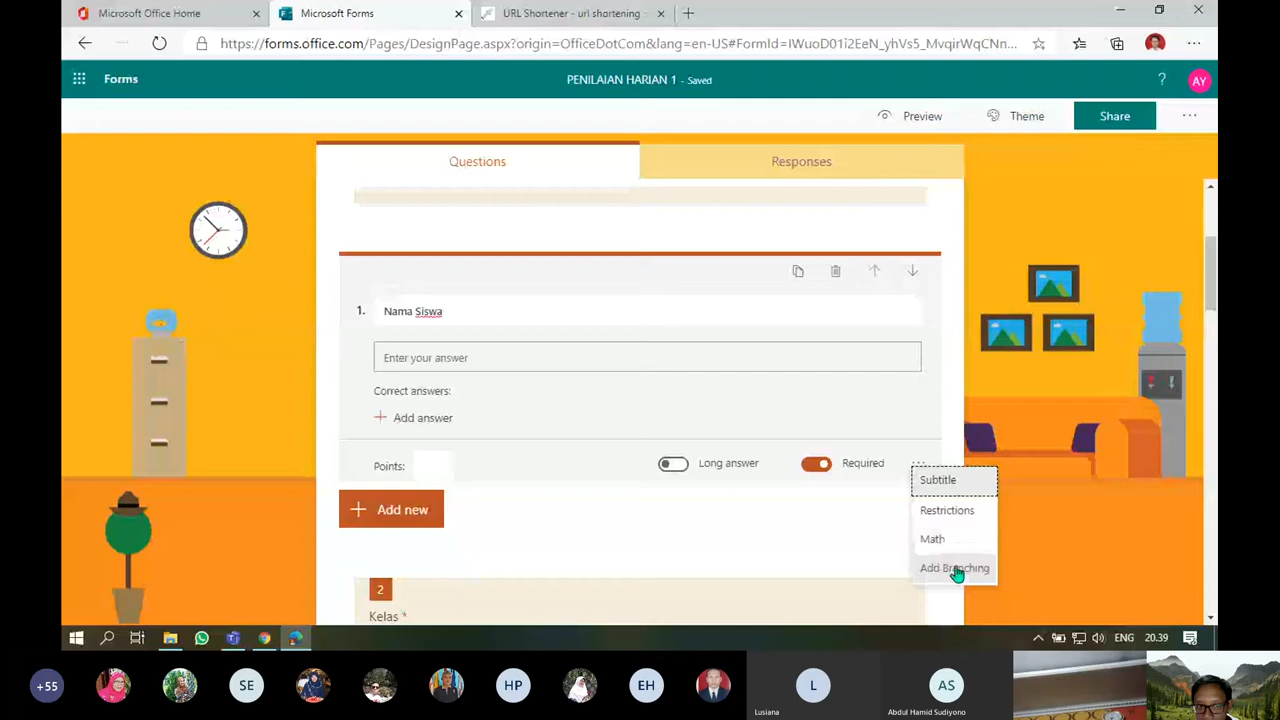 Microsoft Office Home
Microsoft Forms
URL Shortener - url shartening
https://forms.office.com/Pages/DesignPage.aspx?origin=OfficeDotCom&lang=en-US#FormId=IWuoD01i2EeN_yhVs5_MvqirWqCNn...
Forms
PENILAIAN HARIAN 1 - Saved
?
AY
Preview
Theme
Share
Questions
Responses
1.
Nama Siswa
Enter your answer
Correct answers:
+ Add answer
Points:
Long answer
Required
Subtitle
Restrictions
Math
Add Branching
+ Add new
2
Kelas *
ENG
20.39
+55
SE
HP
EH
L
Lusiana
AS
Abdul Hamid Sudiyono